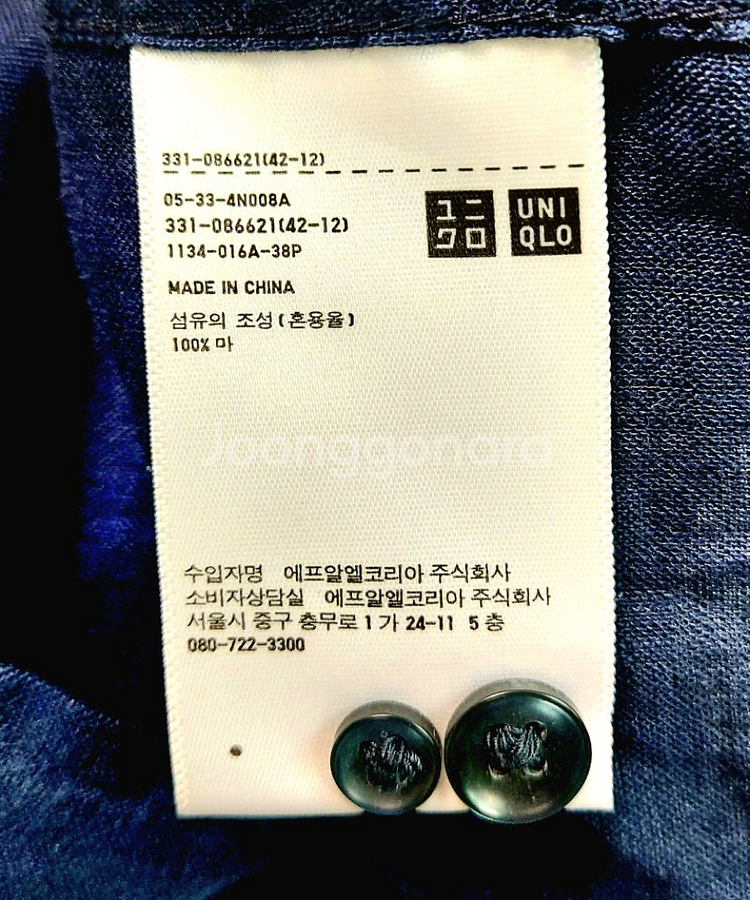 331-086621(42-12)
05-33-4N008A
331-086621(42-12)
1134-016A-38P
ユニ
クロ
UNI
QLO
MADE IN CHINA
섬유의 조성(혼용율)
100% 마
Joonggonara
수입자명 에프알엘코리아 주식회사
소비자상담실 에프알엘코리아 주식회사
서울시 중구 충무로 1가 24-11 5층
080-722-3300